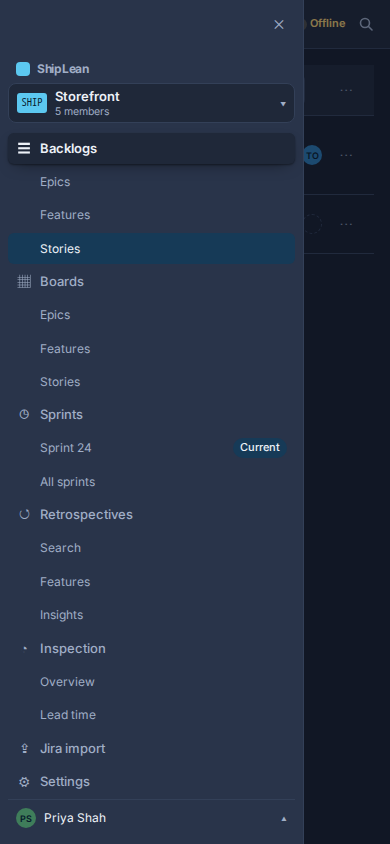 Offline
ShipLean
SHIP
Storefront
5 members
Backlogs
Epics
Features
Stories
Boards
Epics
Features
Stories
Sprints
Sprint 24
Current
All sprints
Retrospectives
Search
Features
Insights
Inspection
Overview
Lead time
Jira import
Settings
PS
Priya Shah
TO